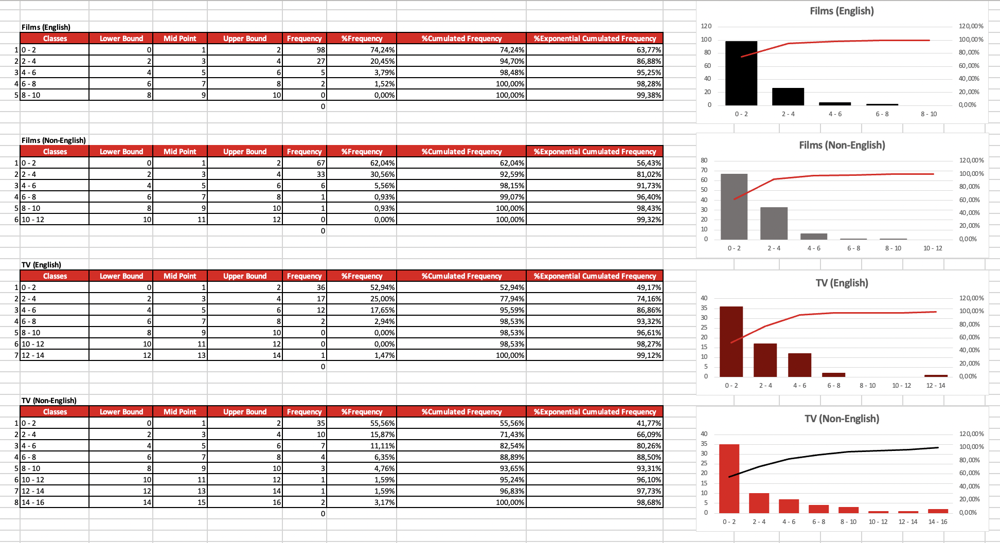 Films (English)
Classes Lower Bound Mid Point Upper Bound Frequency %Frequency %Cumulated Frequency %Exponential Cumulated Frequency
1 0 - 2 0 1 2 98 74,24% 74,24% 63,77%
2 2 - 4 2 3 4 27 20,45% 94,70% 86,88%
3 4 - 6 4 5 6 5 3,79% 98,48% 95,25%
4 6 - 8 6 7 8 2 1,52% 100,00% 98,28%
5 8 - 10 8 9 10 0 0,00% 100,00% 99,38%
0
Films (English)
120 120,00%
100 100,00%
80 80,00%
60 60,00%
40 40,00%
20 20,00%
0 0,00%
0 - 2 2 - 4 4 - 6 6 - 8 8 - 10
Films (Non-English)
Classes Lower Bound Mid Point Upper Bound Frequency %Frequency %Cumulated Frequency %Exponential Cumulated Frequency
1 0 - 2 0 1 2 67 62,04% 62,04% 56,43%
2 2 - 4 2 3 4 33 30,56% 92,59% 81,02%
3 4 - 6 4 5 6 6 5,56% 98,15% 91,73%
4 6 - 8 6 7 8 1 0,93% 99,07% 96,40%
5 8 - 10 8 9 10 1 0,93% 100,00% 98,43%
6 10 - 12 10 11 12 0 0,00% 100,00% 99,32%
0
Films (Non-English)
80 120,00%
70 100,00%
60 80,00%
50 60,00%
40 40,00%
30 20,00%
20 0,00%
10
0
0 - 2 2 - 4 4 - 6 6 - 8 8 - 10 10 - 12
TV (English)
Classes Lower Bound Mid Point Upper Bound Frequency %Frequency %Cumulated Frequency %Exponential Cumulated Frequency
1 0 - 2 0 1 2 36 52,94% 52,94% 49,17%
2 2 - 4 2 3 4 17 25,00% 77,94% 74,16%
3 4 - 6 4 5 6 12 17,65% 95,59% 86,86%
4 6 - 8 6 7 8 2 2,94% 98,53% 93,32%
5 8 - 10 8 9 10 0 0,00% 98,53% 96,61%
6 10 - 12 10 11 12 0 0,00% 98,53% 98,27%
7 12 - 14 12 13 14 1 1,47% 100,00% 99,12%
0
TV (English)
40 120,00%
35 100,00%
30 80,00%
25 60,00%
20 40,00%
15 20,00%
10 0,00%
5
0
0 - 2 2 - 4 4 - 6 6 - 8 8 - 10 10 - 12 12 - 14
TV (Non-English)
Classes Lower Bound Mid Point Upper Bound Frequency %Frequency %Cumulated Frequency %Exponential Cumulated Frequency
1 0 - 2 0 1 2 35 55,56% 55,56% 41,77%
2 2 - 4 2 3 4 10 15,87% 71,43% 66,09%
3 4 - 6 4 5 6 7 11,11% 82,54% 80,26%
4 6 - 8 6 7 8 4 6,35% 88,89% 88,50%
5 8 - 10 8 9 10 3 4,76% 93,65% 93,31%
6 10 - 12 10 11 12 1 1,59% 95,24% 96,10%
7 12 - 14 12 13 14 1 1,59% 96,83% 97,73%
8 14 - 16 14 15 16 2 3,17% 100,00% 98,68%
0
TV (Non-English)
40 120,00%
35 100,00%
30 80,00%
25 60,00%
20 40,00%
15 20,00%
10 0,00%
5
0
0 - 2 2 - 4 4 - 6 6 - 8 8 - 10 10 - 12 12 - 14 14 - 16